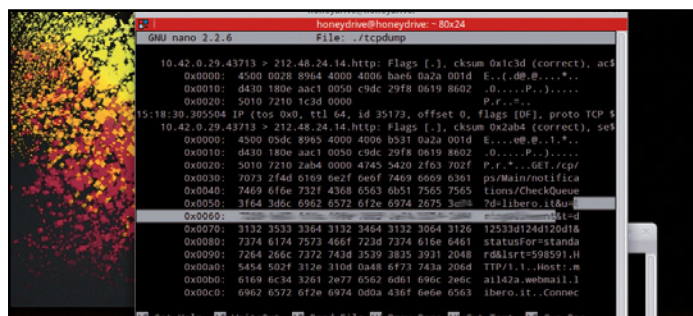 honeydrive@honeydrive: ~ 80x24
GNU nano 2.2.6 File: ./tcpdump
10.42.0.29.43713 > 212.48.24.14.http: Flags [.], cksum 0x1c3d (correct), ac$
0x0000: 4500 0028 8964 4000 4006 bae6 0a2a 001d E..(.d@.@....*..
0x0010: d430 180e aac1 0050 c9dc 29f8 0619 8602 .0.....P..).....
0x0020: 5010 7210 1c3d 0000 P.r..=..
15:18:30.305504 IP (tos 0x0, ttl 64, id 35173, offset 0, flags [DF], proto TCP $
10.42.0.29.43713 > 212.48.24.14.http: Flags [.], cksum 0x2ab4 (correct), se$
0x0000: 4500 05dc 8965 4000 4006 b531 0a2a 001d E....e@.@..1.*..
0x0010: d430 180e aac1 0050 c9dc 29f8 0619 8602 .0.....P..).....
0x0020: 5010 7210 2ab4 0000 4745 5420 2f63 702f P.r.*...GET./cp/
0x0030: 7073 2f4d 6169 6e2f 6e6f 7469 6669 6361 ps/Main/notifica
0x0040: 7469 6f6e 732f 4368 6563 6b51 7565 7565 tions/CheckQueue
0x0050: 3f64 3d6c 6962 6572 6f2e 6974 2675 ?d=libero.it&u=
0x0060: &t=d
0x0070: 3132 3533 3364 3132 3464 3132 3064 3126 12533d124d120d1&
0x0080: 7374 6174 7573 466f 723d 7374 616e 6461 statusFor=standa
0x0090: 7264 266c 7372 743d 3539 3835 3931 2048 rd&lsrt=598591.H
0x00a0: 5454 502f 312e 310d 0a48 6f73 743a 206d TTP/1.1..Host:.m
0x00b0: 6169 6c34 3261 2e77 6562 6d61 696c 2e6c ail42a.webmail.l
0x00c0: 6962 6572 6f2e 6974 0d0a 436f 6e6e 6563 ibero.it..Connec